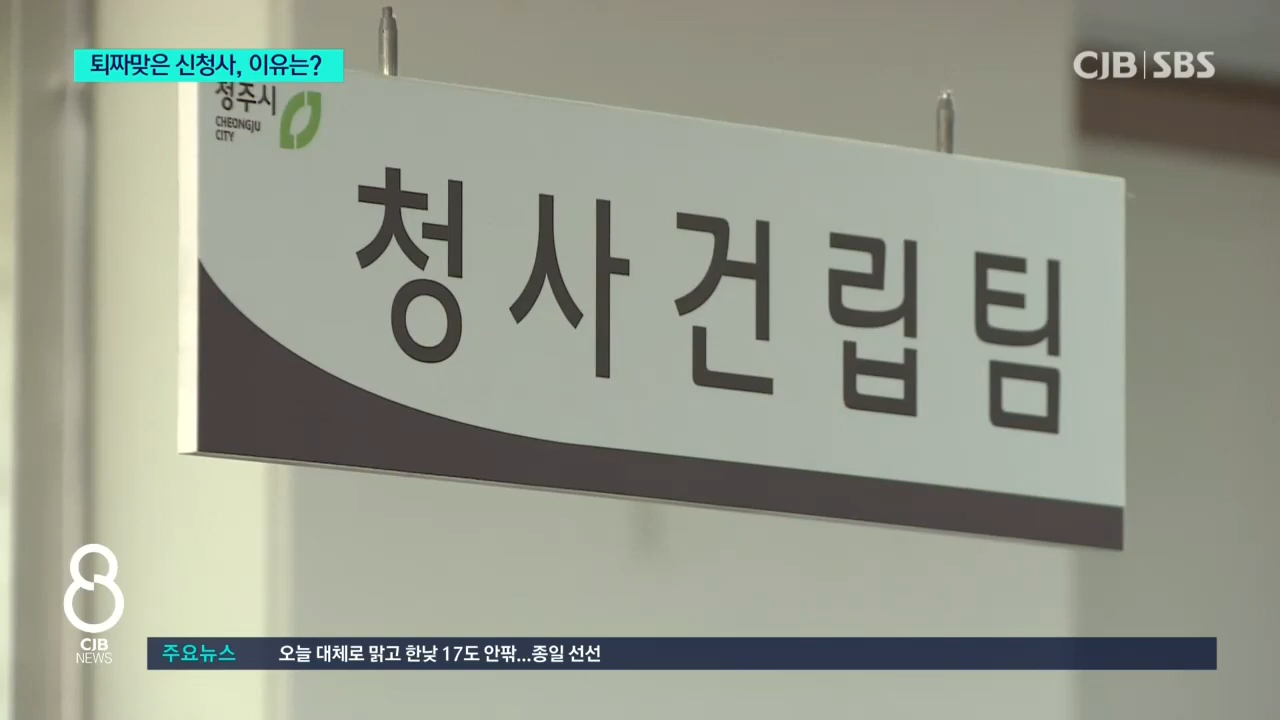 퇴짜맞은 신청사, 이유는?
CJB SBS
청주시
CHEONGJU
CITY
청사건립팀
8
CJB
NEWS
주요뉴스 오늘 대체로 맑고 한낮 17도 안팎...종일 선선